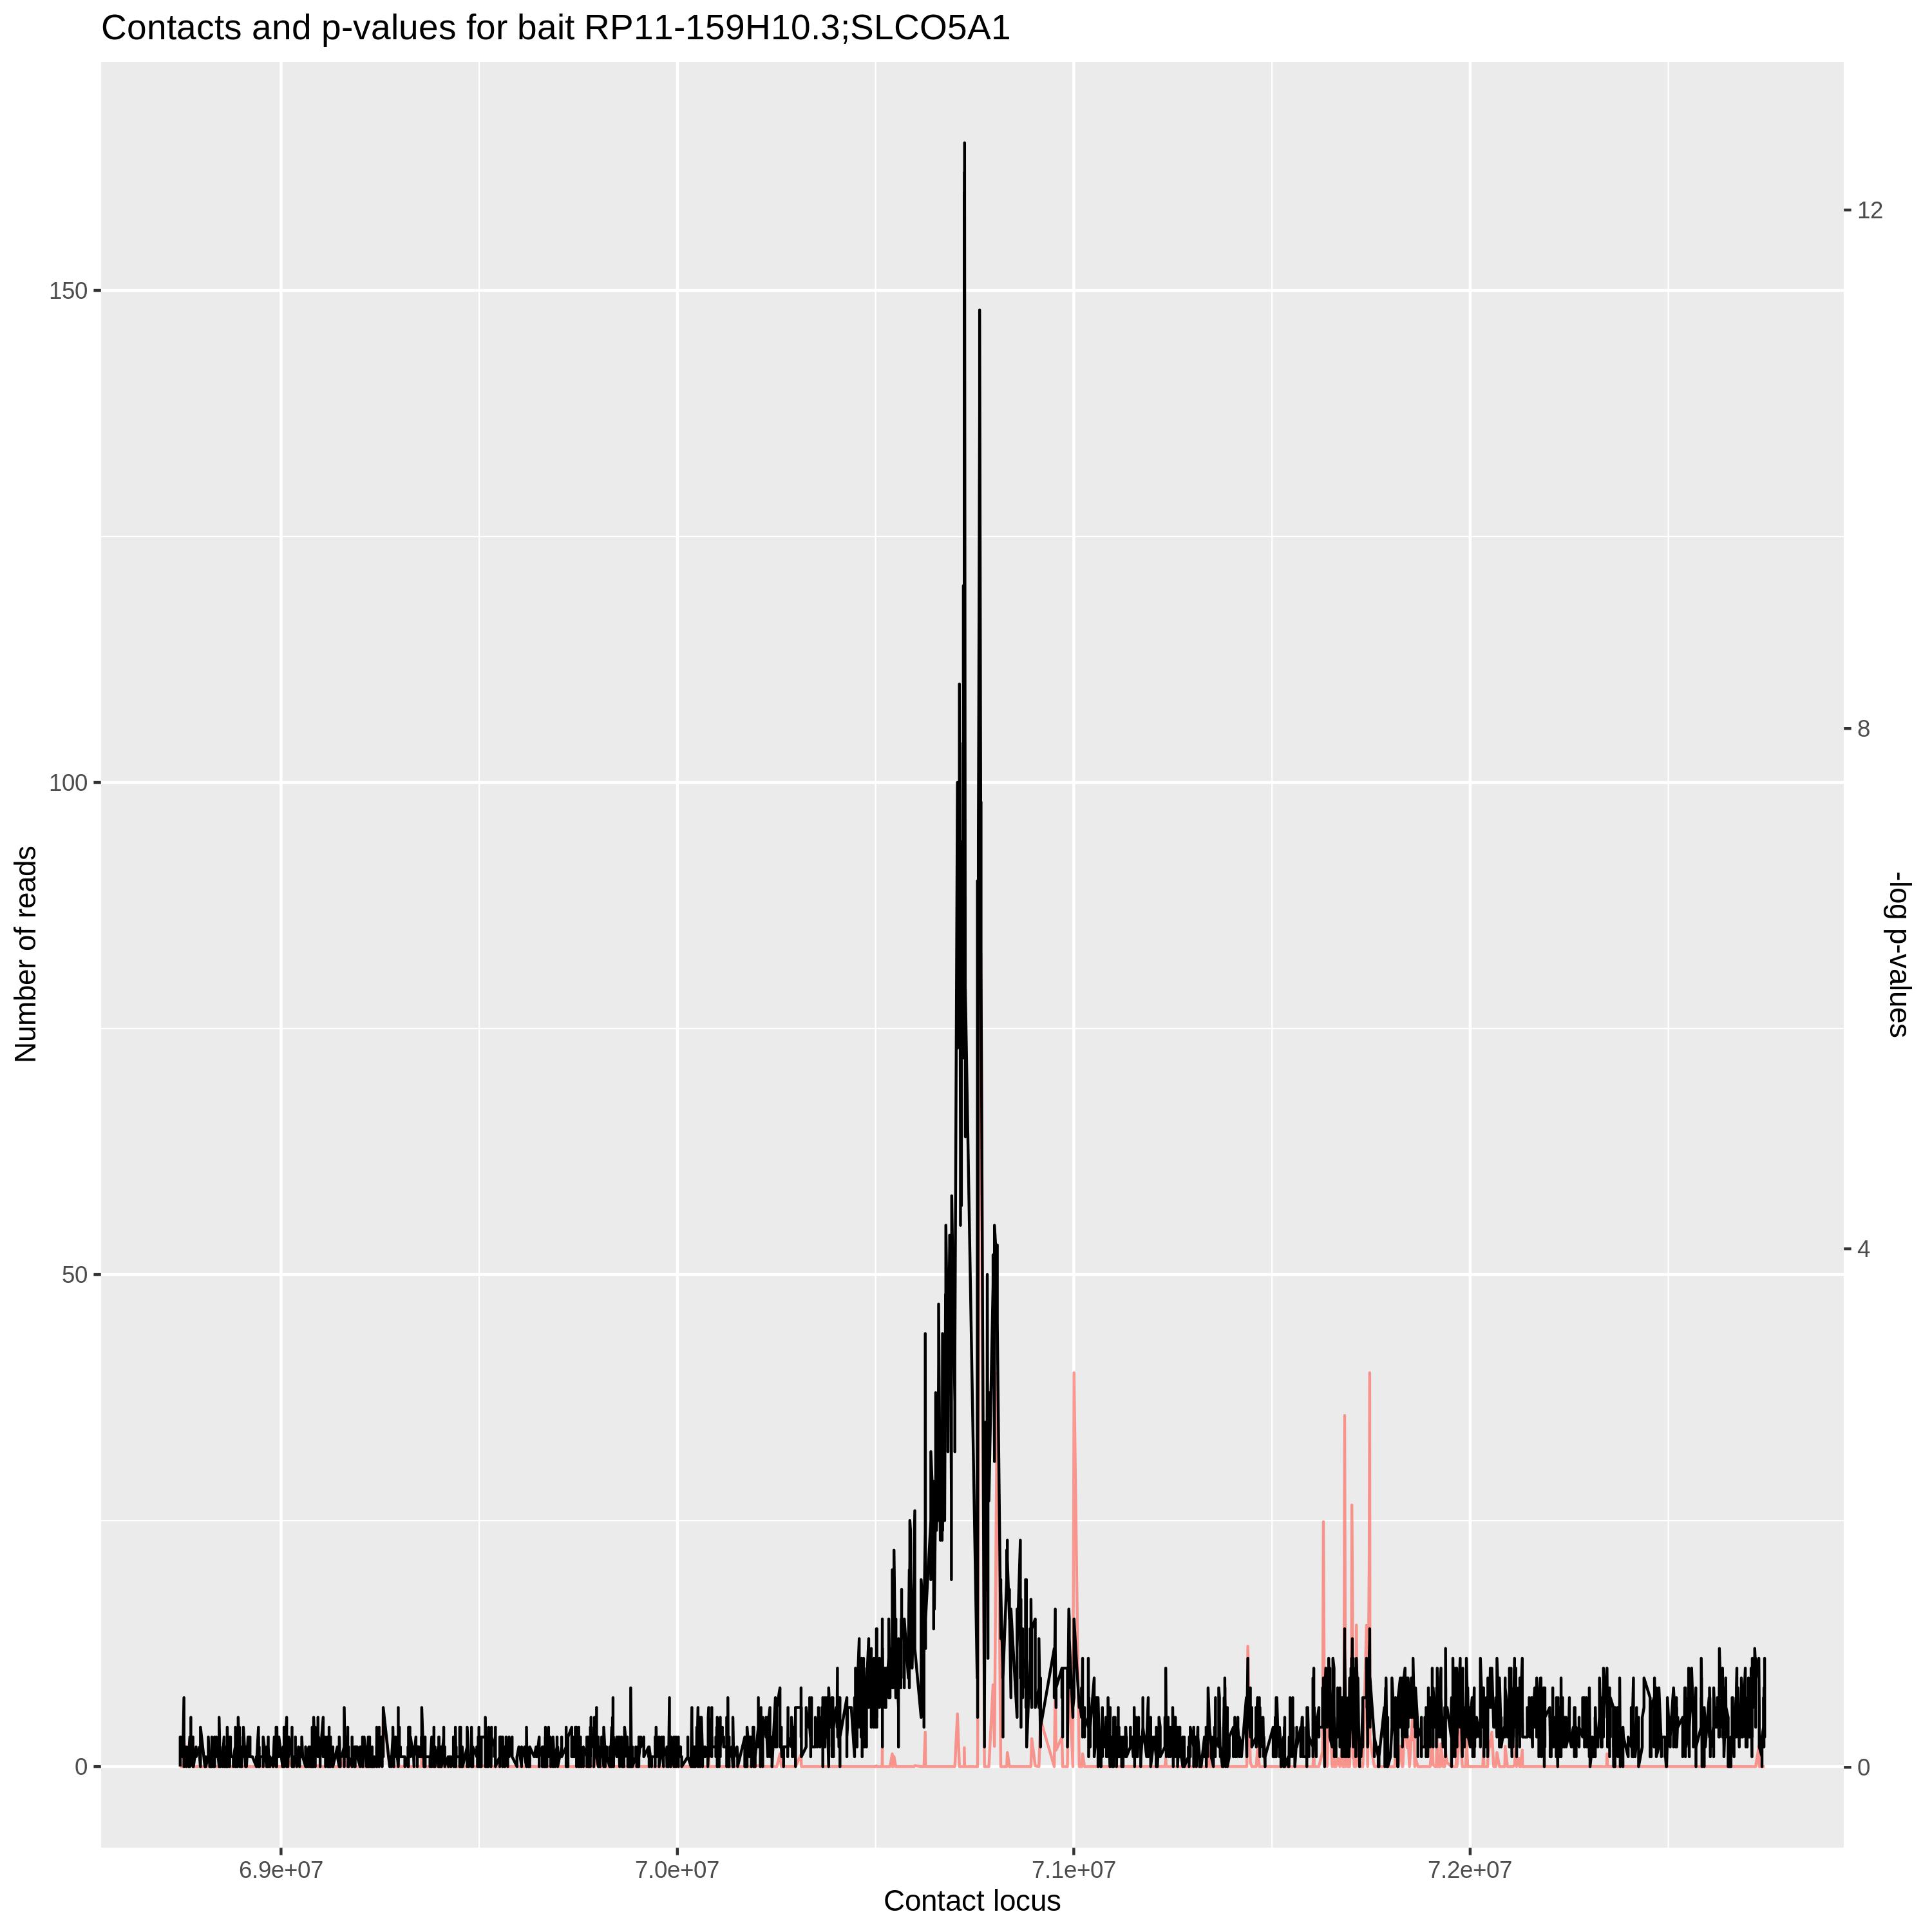 Contacts and p-values for bait RP11-159H10.3;SLCO5A1
12
150
8
100
Number of reads
-log p-values
4
50
0
0
6.9e+07
7.0e+07
7.1e+07
7.2e+07
Contact locus